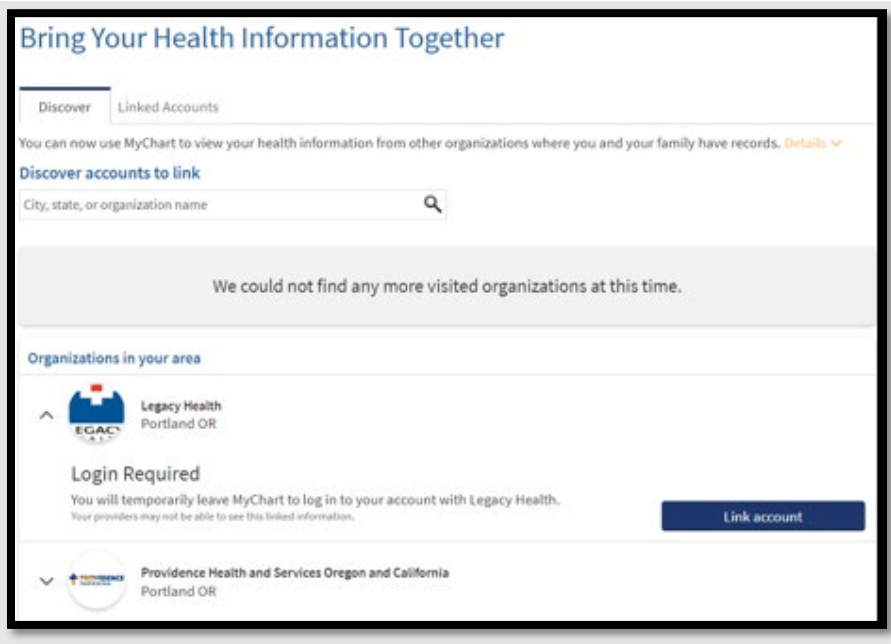 Bring Your Health Information Together
Discover Linked Accounts
You can now use MyChart to view your health information from other organizations where you and your family have records. Details
Discover accounts to link
City, state, or organization name
We could not find any more visited organizations at this time.
Organizations in your area
Legacy Health
Portland OR
EGAC
Login Required
You will temporarily leave MyChart to log in to your account with Legacy Health.
Your providers may not be able to see this linked information.
Link account
PROVIDENCE
Providence Health and Services Oregon and California
Portland OR